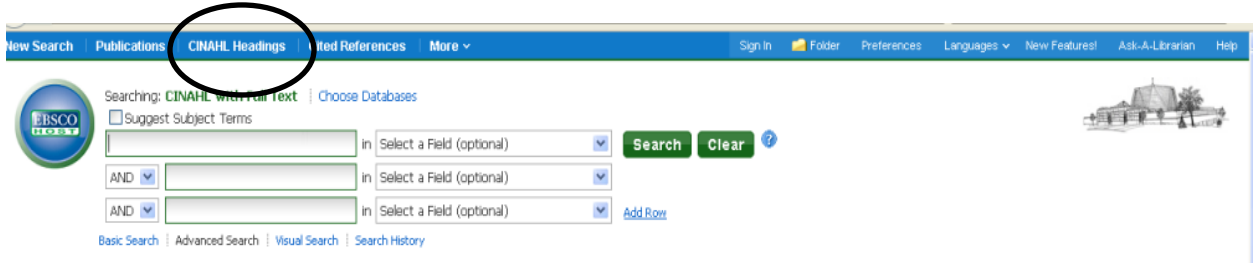 New Search Publications CINAHL Headings Cited References More Sign In Folder Preferences Languages New Features! Ask-A-Librarian Help
Searching: CINAHL with Full Text Choose Databases
Suggest Subject Terms
EBSCO
HOST
in Select a Field (optional) Search Clear ?
AND in Select a Field (optional)
AND in Select a Field (optional) Add Row
Basic Search Advanced Search Visual Search Search History